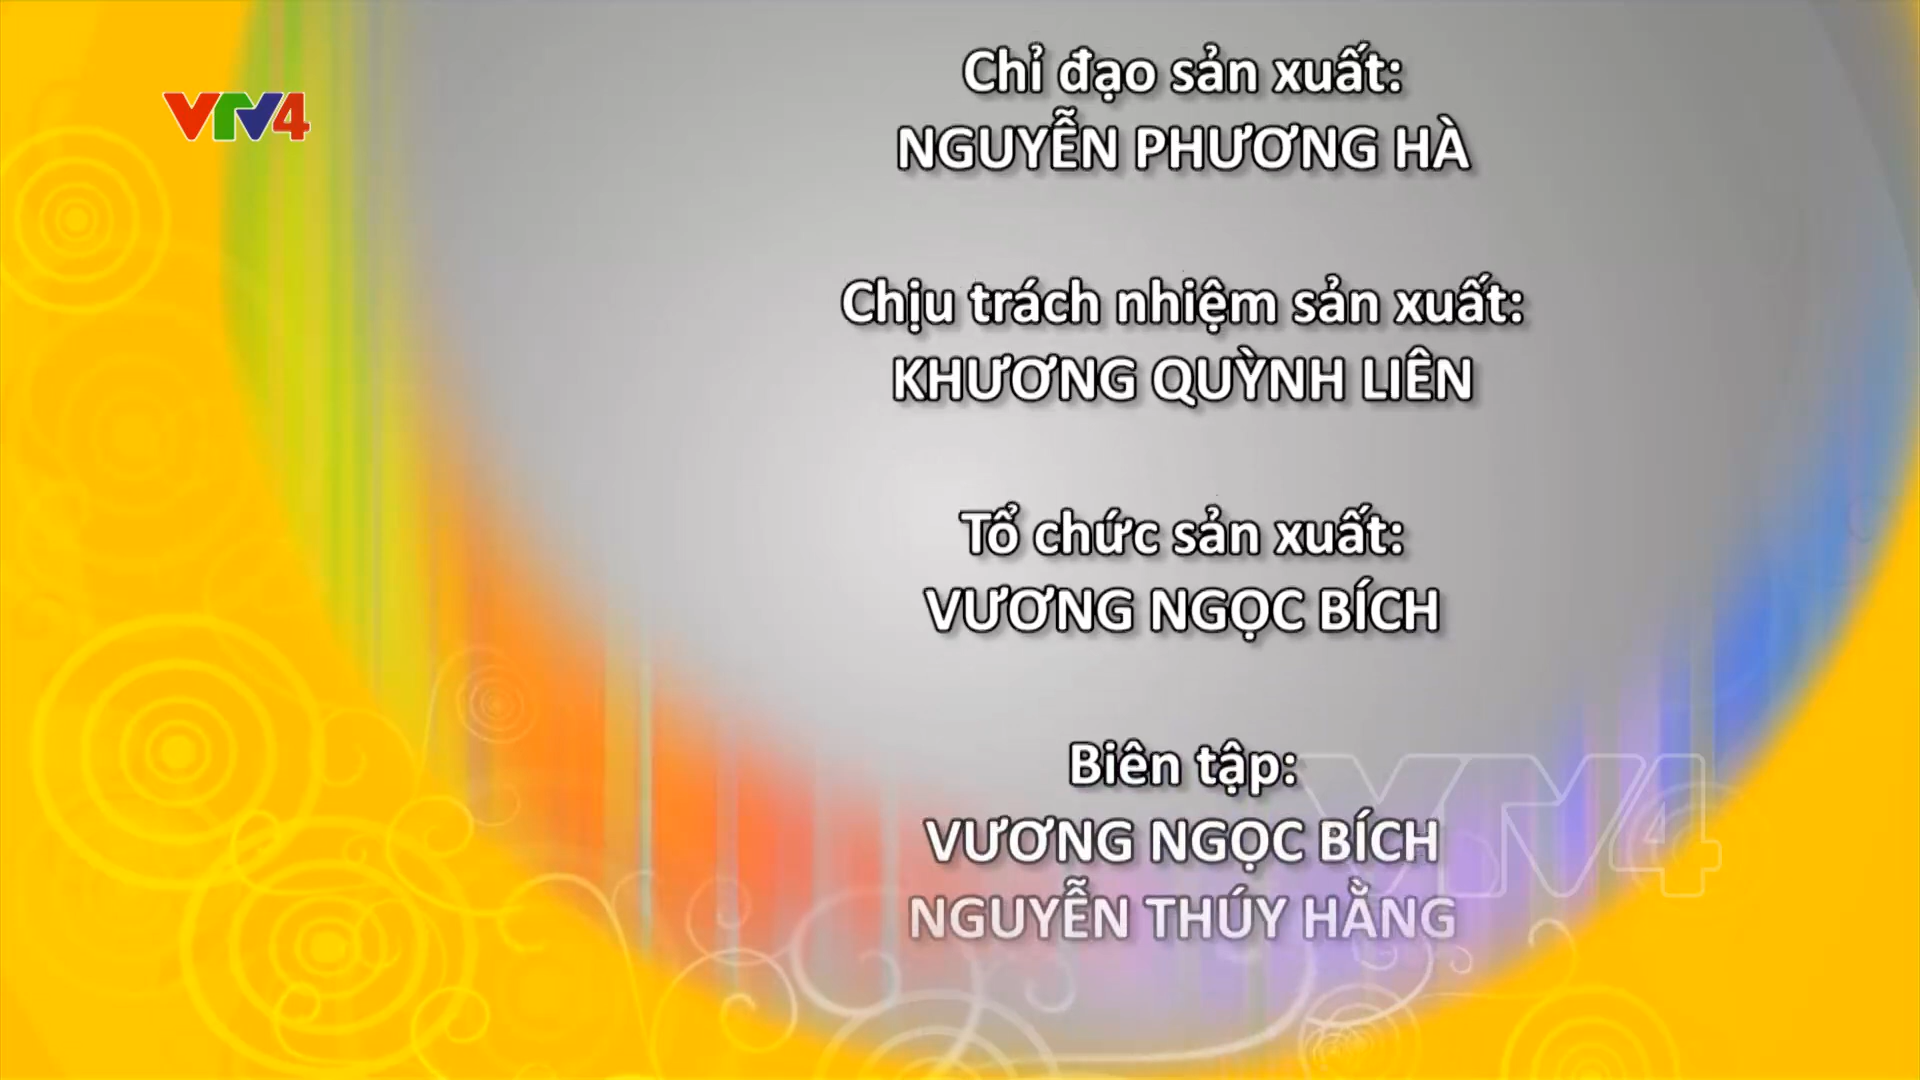 VTV4
Chỉ đạo sản xuất:
NGUYỄN PHƯƠNG HÀ
Chịu trách nhiệm sản xuất:
KHƯƠNG QUỲNH LIÊN
Tổ chức sản xuất:
VƯƠNG NGỌC BÍCH
Biên tập:
VƯƠNG NGỌC BÍCH
NGUYỄN THÚY HẰNG
VTV4